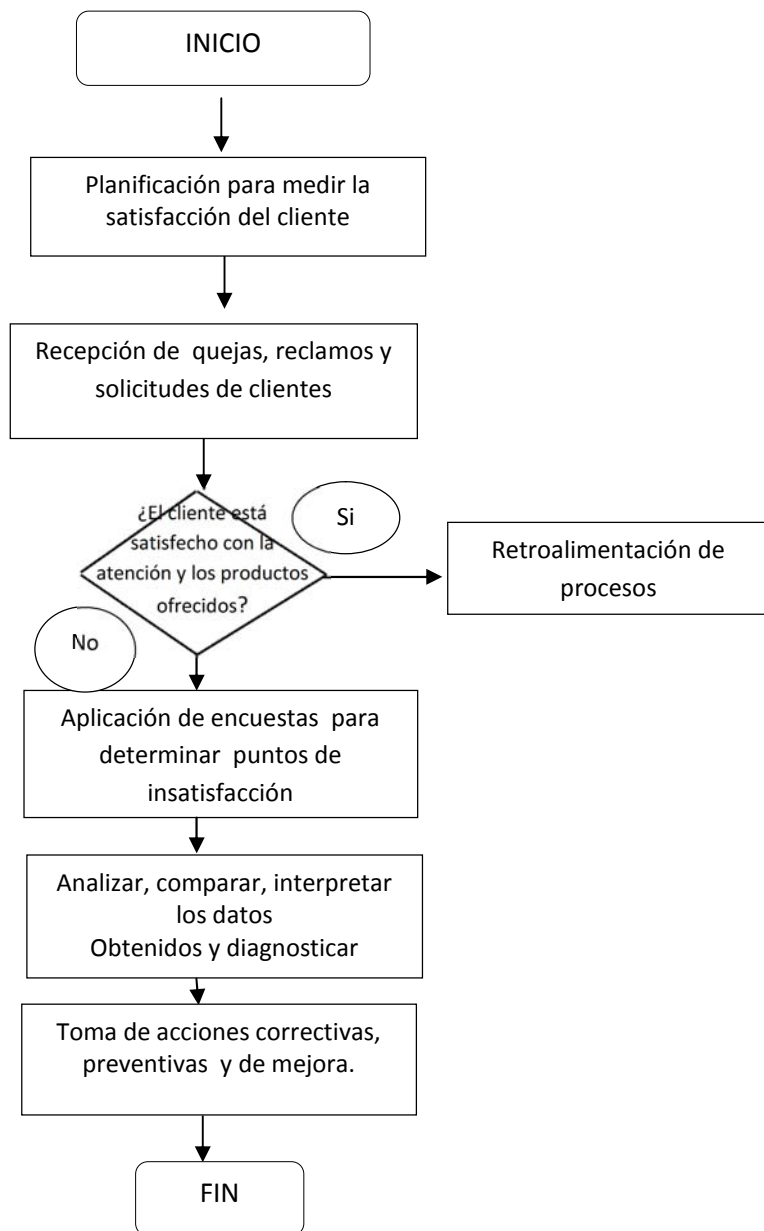 INICIO
Planificación para medir la
satisfacción del cliente
Recepción de quejas, reclamos y
solicitudes de clientes
¿El cliente está
satisfecho con la
atención y los productos
ofrecidos?
Si
Retroalimentación de
procesos
No
Aplicación de encuestas para
determinar puntos de
insatisfacción
Analizar, comparar, interpretar
los datos
Obtenidos y diagnosticar
Toma de acciones correctivas,
preventivas y de mejora.
FIN